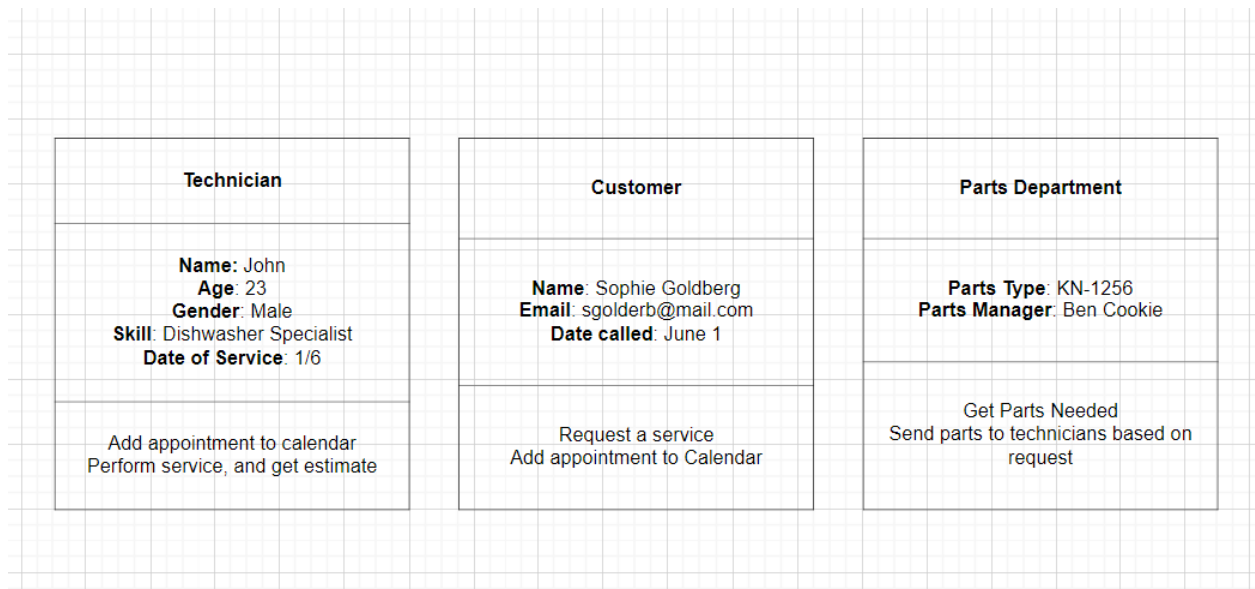 Technician
Name: John
Age: 23
Gender: Male
Skill: Dishwasher Specialist
Date of Service: 1/6
Add appointment to calendar
Perform service, and get estimate
Customer
Name: Sophie Goldberg
Email: sgolderb@mail.com
Date called: June 1
Request a service
Add appointment to Calendar
Parts Department
Parts Type: KN-1256
Parts Manager: Ben Cookie
Get Parts Needed
Send parts to technicians based on
request